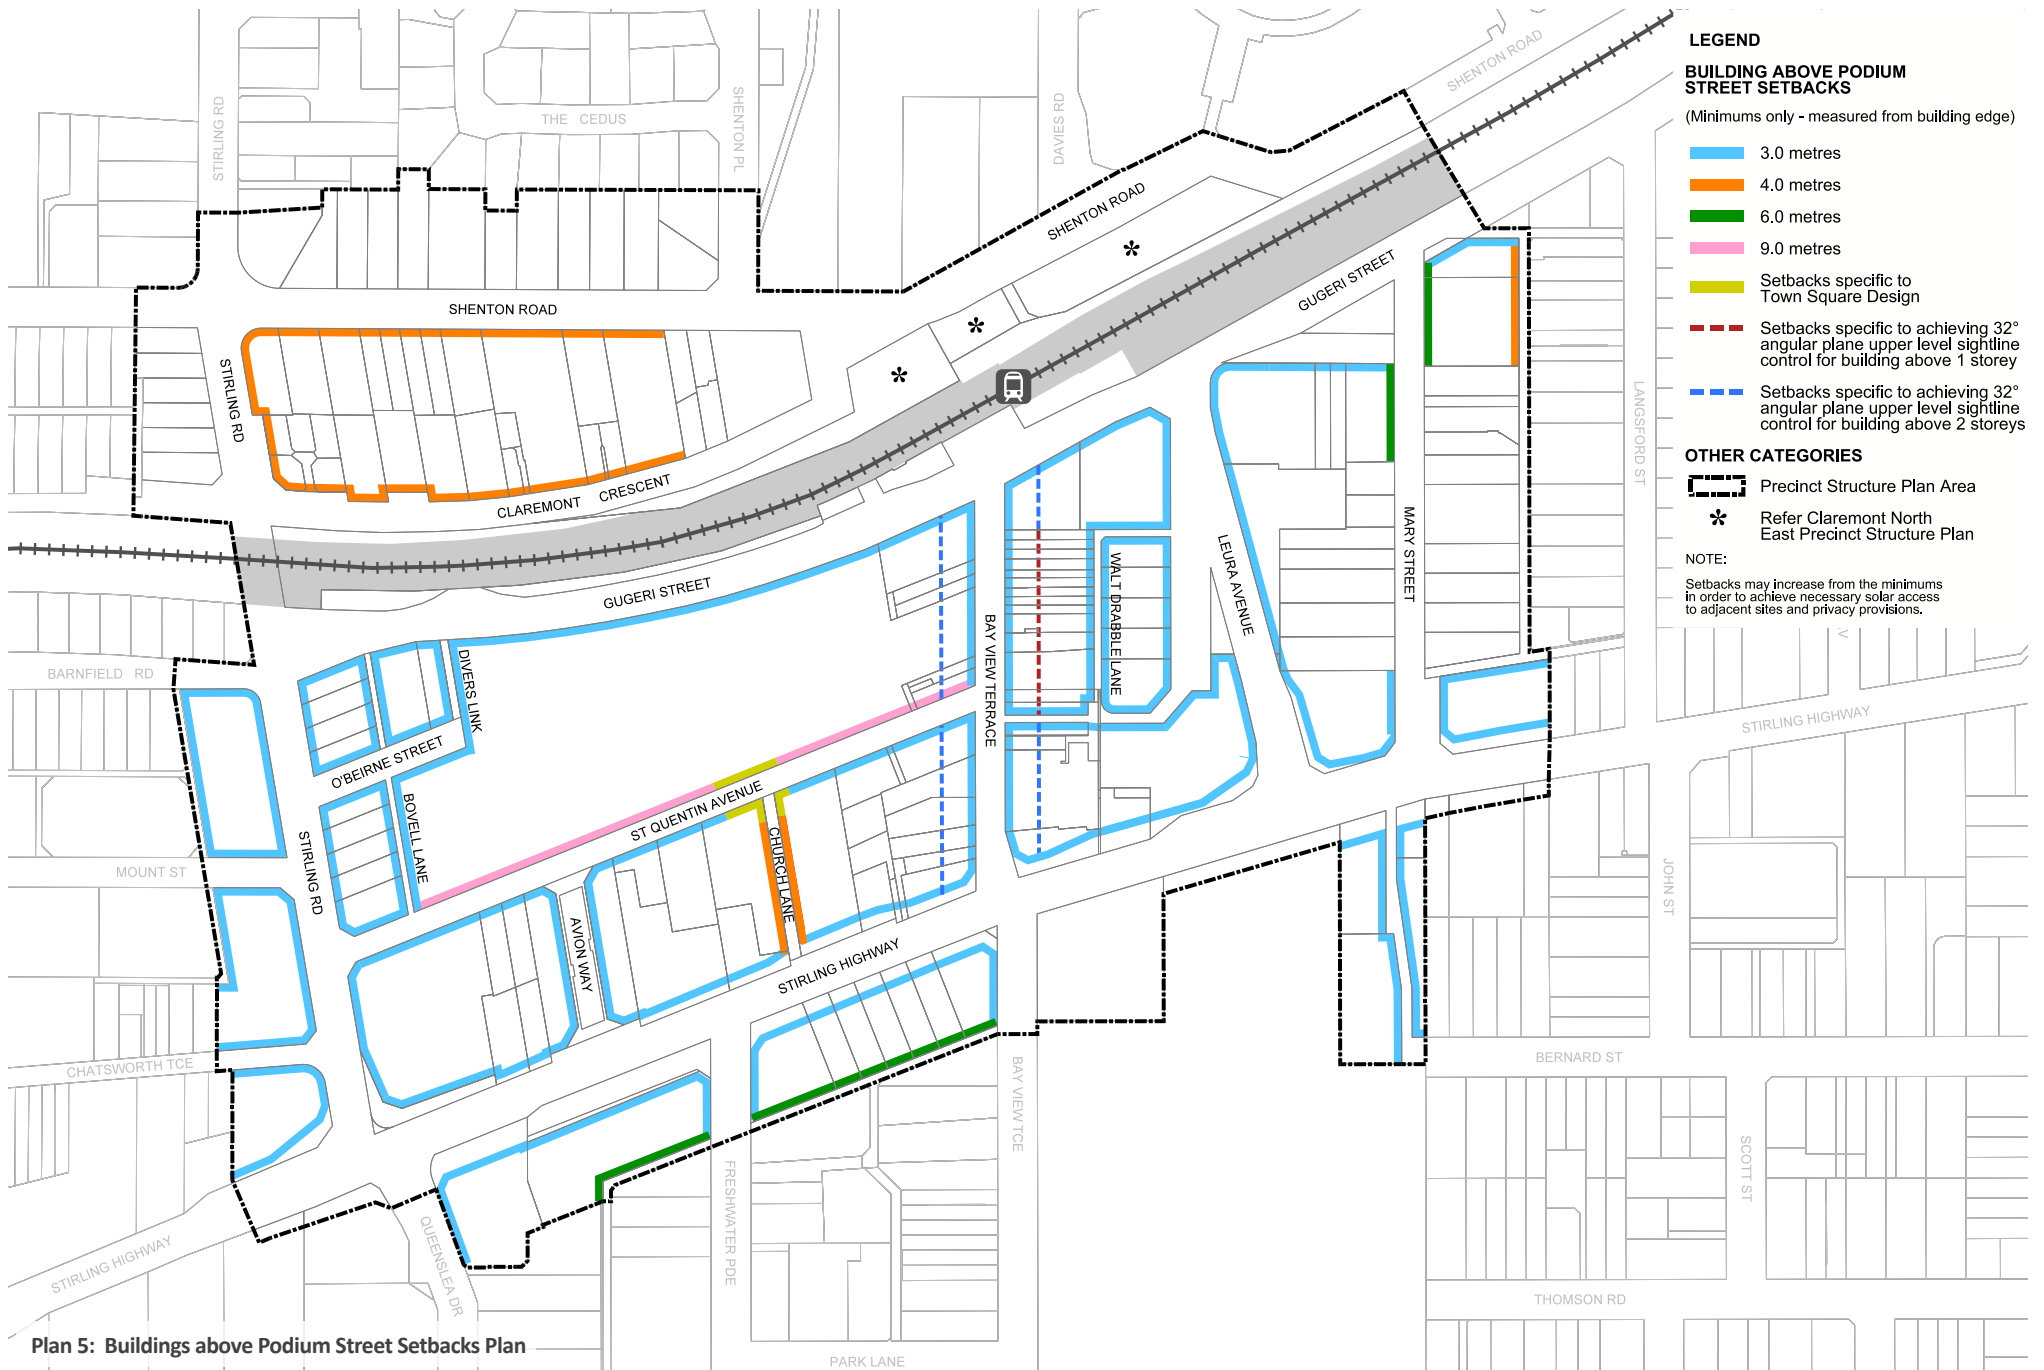 LEGEND
BUILDING ABOVE PODIUM
STREET SETBACKS
(Minimums only - measured from building edge)
3.0 metres
4.0 metres
6.0 metres
9.0 metres
Setbacks specific to
Town Square Design
Setbacks specific to achieving 32°
angular plane upper level sightline
control for building above 1 storey
Setbacks specific to achieving 32°
angular plane upper level sightline
control for building above 2 storeys
OTHER CATEGORIES
Precinct Structure Plan Area
* Refer Claremont North
East Precinct Structure Plan
NOTE:
Setbacks may increase from the minimums
in order to achieve necessary solar access
to adjacent sites and privacy provisions.
SHENTON ROAD
STIRLING RD
THE CEDUS
SHENTON PL
DAVIES RD
SHENTON ROAD
*
GUGERI STREET
SHENTON ROAD
*
*
STIRLING RD
LANGSFORD ST
CLAREMONT CRESCENT
MARY STREET
LEURA AVENUE
WALT DRABBLE LANE
GUGERI STREET
BAY VIEW TERRACE
BARNFIELD RD
DIVERS LINK
O'BEIRNE STREET
STIRLING HIGHWAY
BOVELL LANE
ST QUENTIN AVENUE
CHURCH LANE
STIRLING RD
MOUNT ST
JOHN ST
AVION WAY
STIRLING HIGHWAY
CHATSWORTH TCE
BERNARD ST
BAY VIEW TCE
SCOTT ST
FRESHWATER PDE
QUEENSLEA DR
STIRLING HIGHWAY
THOMSON RD
Plan 5: Buildings above Podium Street Setbacks Plan
PARK LANE